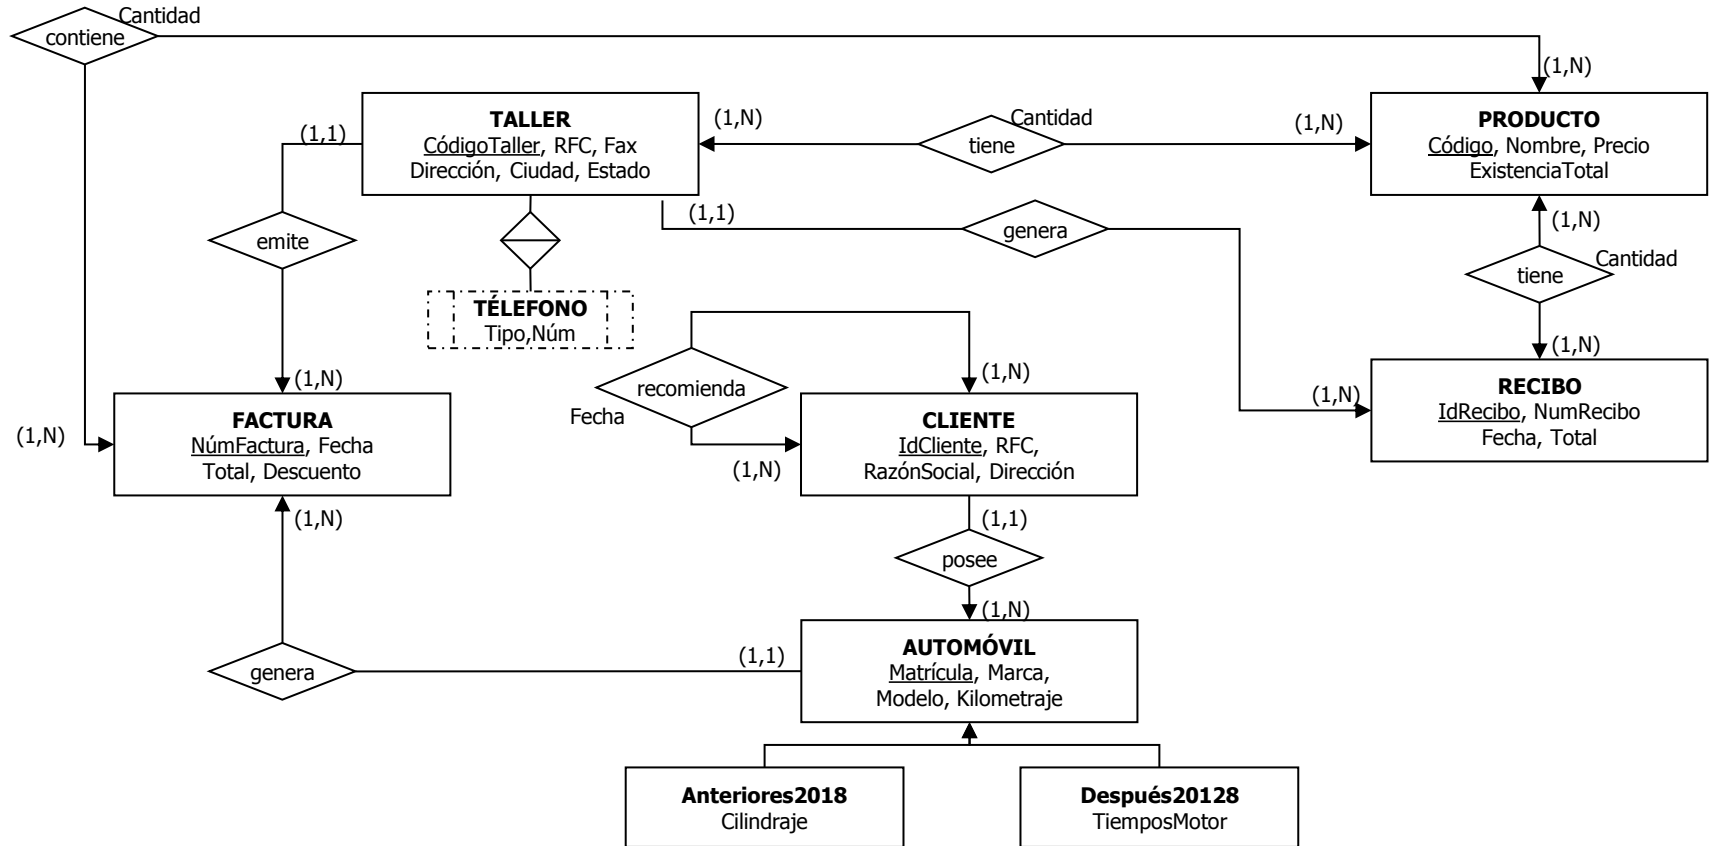 Cantidad
contiene
(1,N)
TALLER
CódigoTaller, RFC, Fax
Dirección, Ciudad, Estado
(1,1)
(1,N)
Cantidad
tiene
(1,N)
PRODUCTO
Código, Nombre, Precio
ExistenciaTotal
(1,1)
genera
(1,N)
emite
Cantidad
tiene
TÉLEFONO
Tipo,Núm
(1,N)
recomienda
Fecha
(1,N)
(1,N)
(1,N)
RECIBO
IdRecibo, NumRecibo
Fecha, Total
(1,N)
FACTURA
NúmFactura, Fecha
Total, Descuento
(1,N)
CLIENTE
IdCliente, RFC,
RazónSocial, Dirección
(1,N)
(1,N)
(1,1)
posee
(1,N)
AUTOMÓVIL
Matrícula, Marca,
Modelo, Kilometraje
(1,1)
genera
Anteriores2018
Cilindraje
Después20128
TiemposMotor